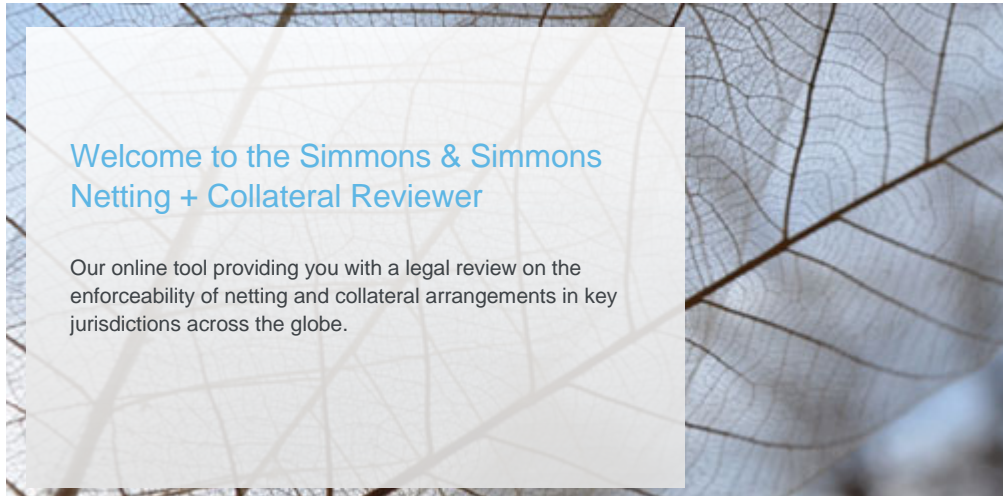 Welcome to the Simmons & Simmons
Netting + Collateral Reviewer
Our online tool providing you with a legal review on the
enforceability of netting and collateral arrangements in key
jurisdictions across the globe.